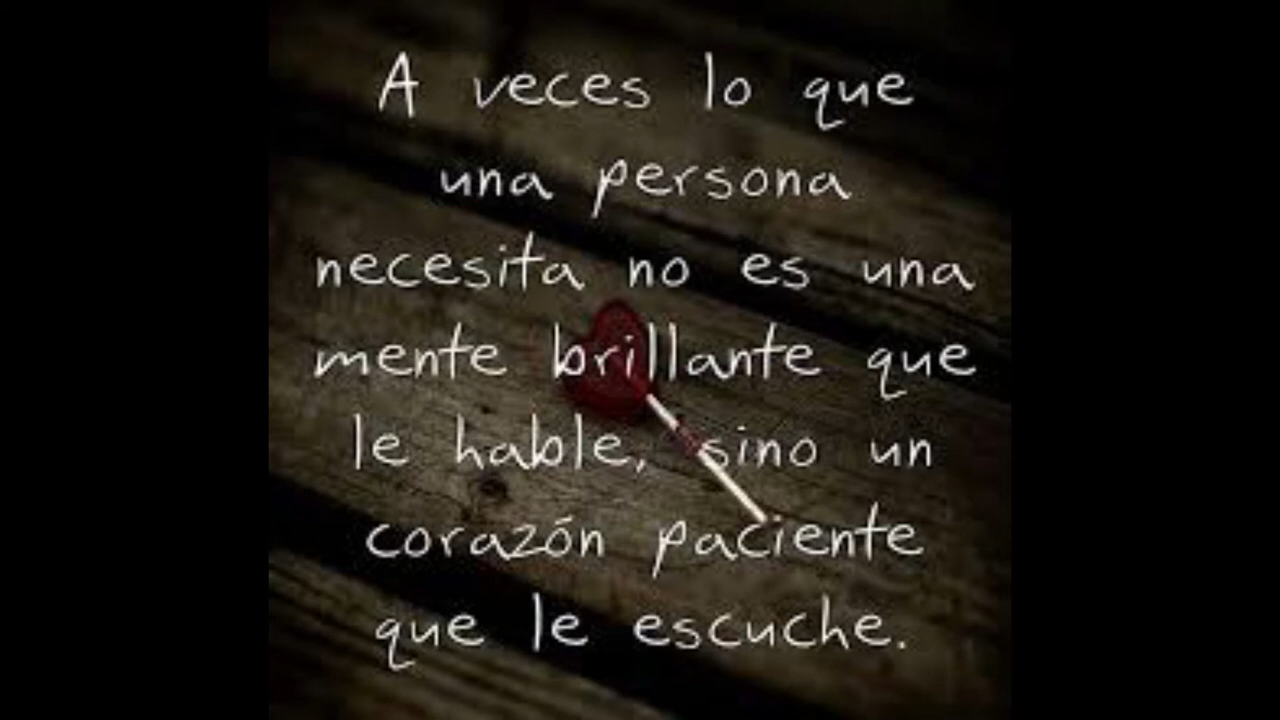 A veces lo que
una persona
necesita no es una
mente brillante que
le hable, sino un
corazón paciente
que le escuche.